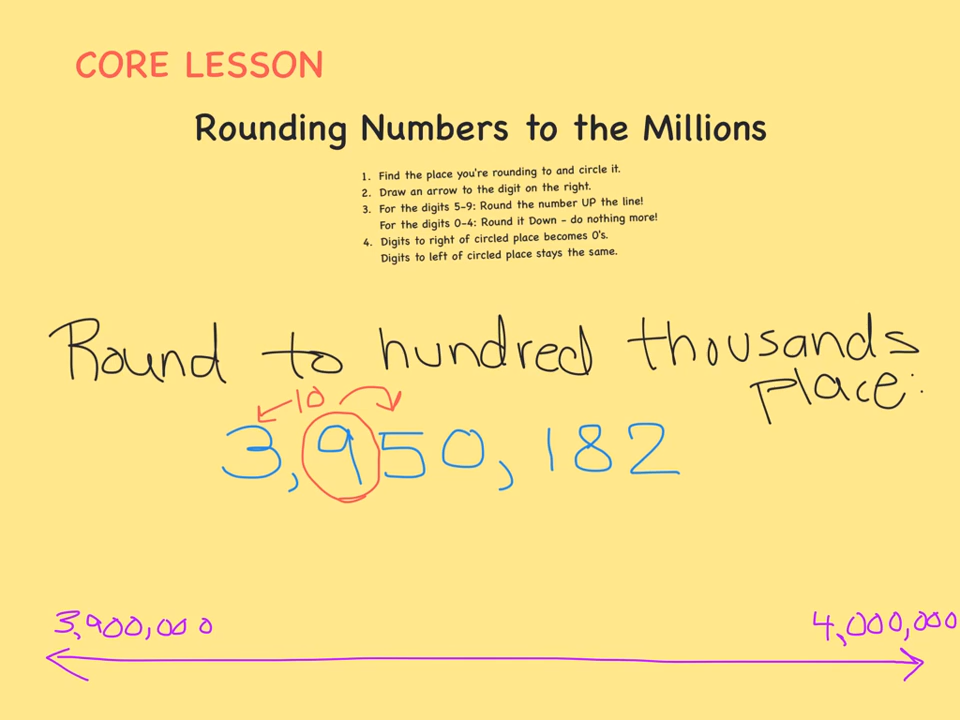 CORE LESSON
Rounding Numbers to the Millions
1. Find the place you're rounding to and circle it.
2. Draw an arrow to the digit on the right.
3. For the digits 5-9: Round the number UP the line!
For the digits 0-4: Round it Down - do nothing more!
4. Digits to right of circled place becomes 0's.
Digits to left of circled place stays the same.
Round to hundred thousands
place:
10
3,950,182
3,900,000 4,000,000